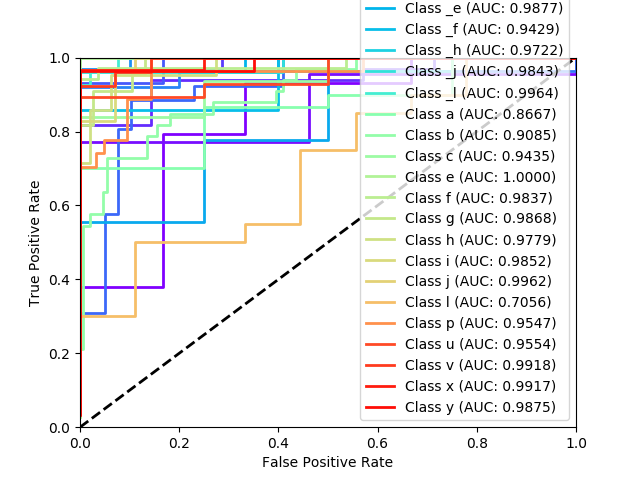 Class _e (AUC: 0.9877)
Class _f (AUC: 0.9429)
Class _h (AUC: 0.9722)
Class _i (AUC: 0.9843)
Class _l (AUC: 0.9964)
Class a (AUC: 0.8667)
Class b (AUC: 0.9085)
Class c (AUC: 0.9435)
Class e (AUC: 1.0000)
Class f (AUC: 0.9837)
Class g (AUC: 0.9868)
Class h (AUC: 0.9779)
Class i (AUC: 0.9852)
Class j (AUC: 0.9962)
Class l (AUC: 0.7056)
Class p (AUC: 0.9547)
Class u (AUC: 0.9554)
Class v (AUC: 0.9918)
Class x (AUC: 0.9917)
Class y (AUC: 0.9875)
1.0
0.8
0.6
0.4
0.2
0.0
True Positive Rate
0.0 0.2 0.4 0.6 0.8 1.0
False Positive Rate